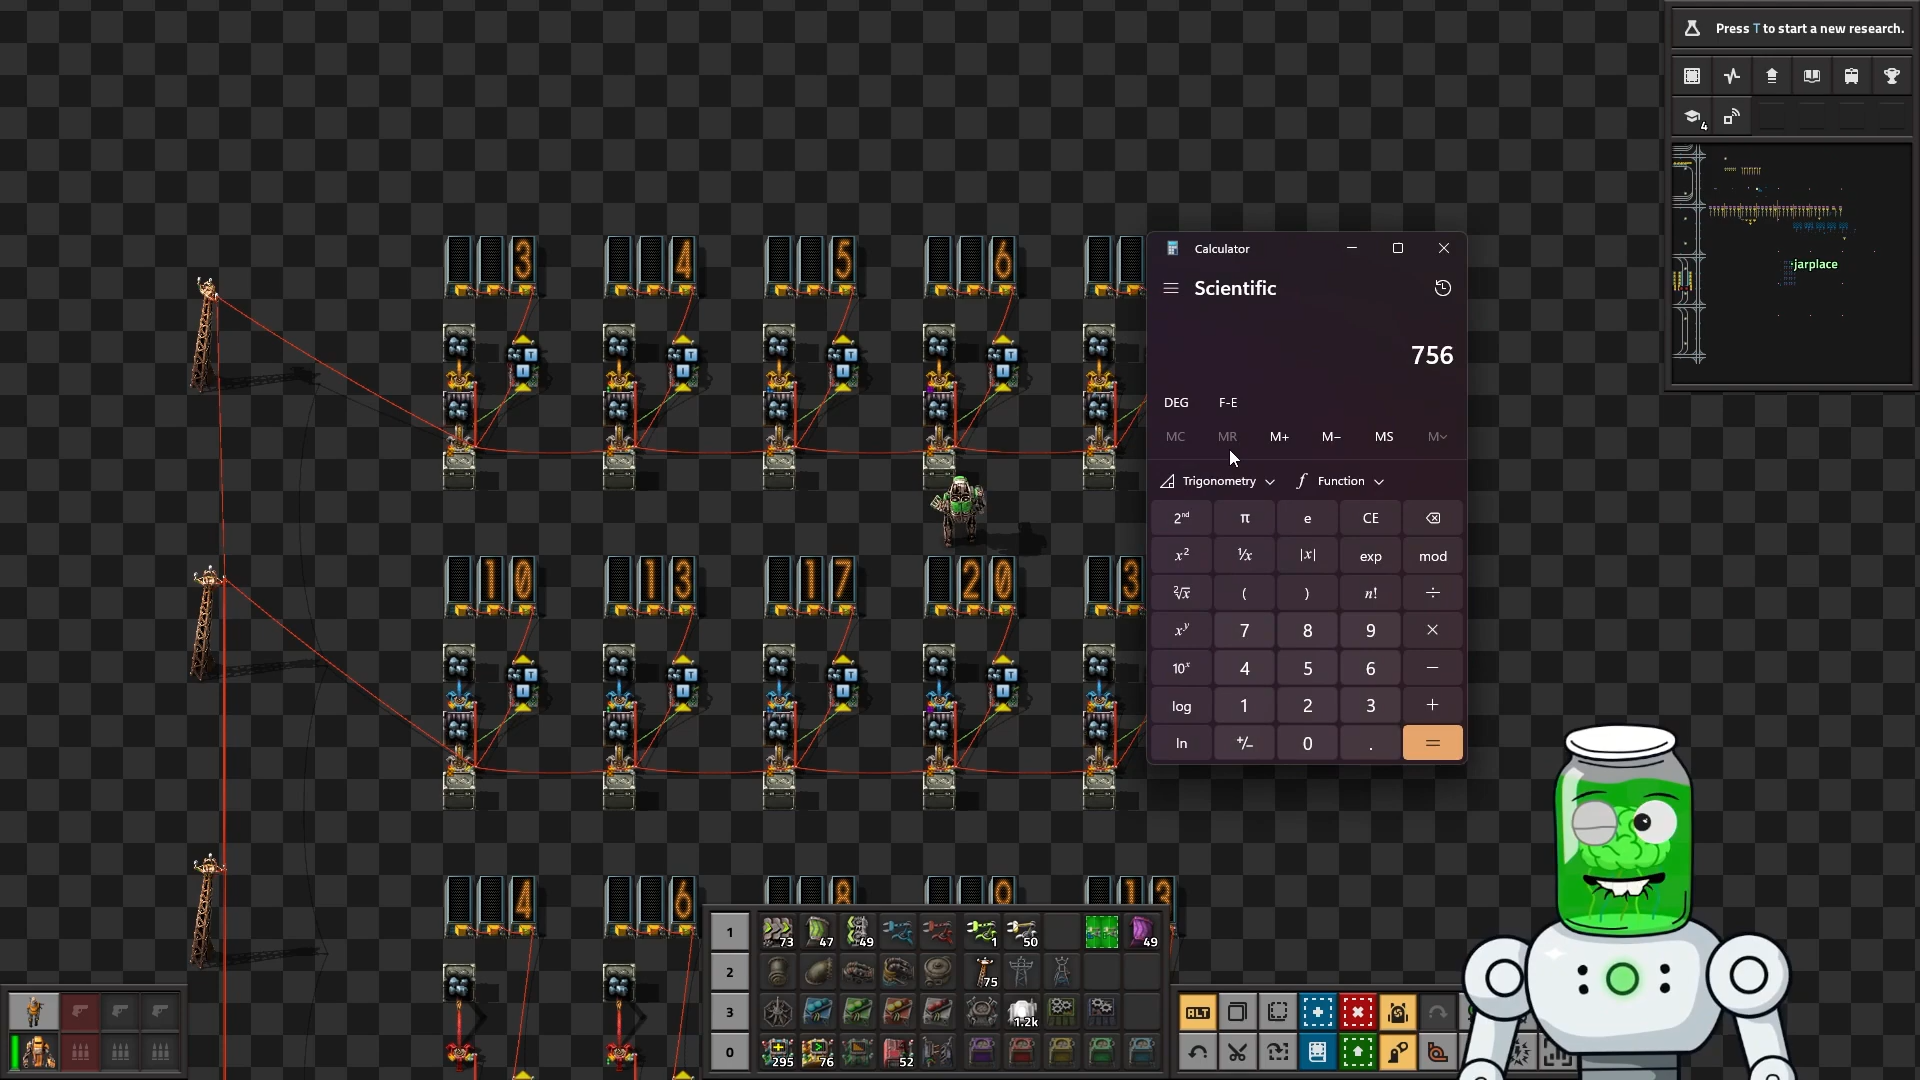 Press T to start a new research.
4
jarplace
3
4
5
6
T
I
T
I
T
I
T
I
Calculator
Scientific
756
DEG
F-E
MC
MR
M+
M−
MS
M
Trigonometry
Function
2nd
π
e
CE
x²
¹⁄x
|x|
exp
mod
²√x
(
)
n!
÷
xʸ
7
8
9
×
10ˣ
4
5
6
−
log
1
2
3
+
ln
+/−
0
.
=
10
13
17
20
3
T
I
T
I
T
I
T
I
4
6
8
9
13
1
73
47
49
1
50
49
2
75
3
1.2k
0
295
76
52
ALT